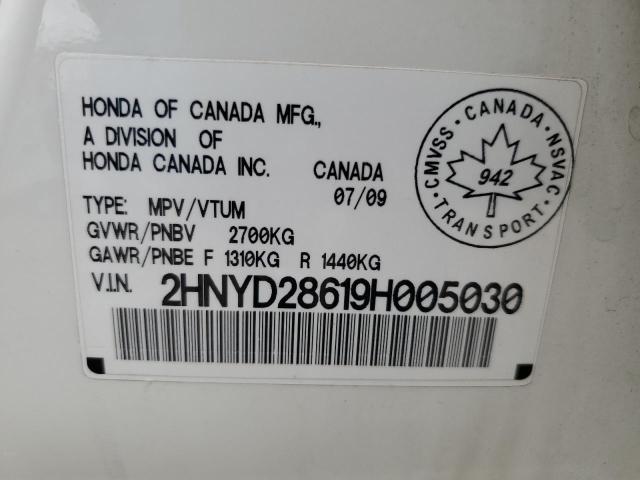 HONDA OF CANADA MFG.,
A DIVISION OF
HONDA CANADA INC. CANADA
07/09
TYPE: MPV/VTUM
GVWR/PNBV 2700KG
GAWR/PNBE F 1310KG R 1440KG
V.I.N. 2HNYD28619H005030
CMVSS · CANADA · NSVAC
942
TRANSPORT